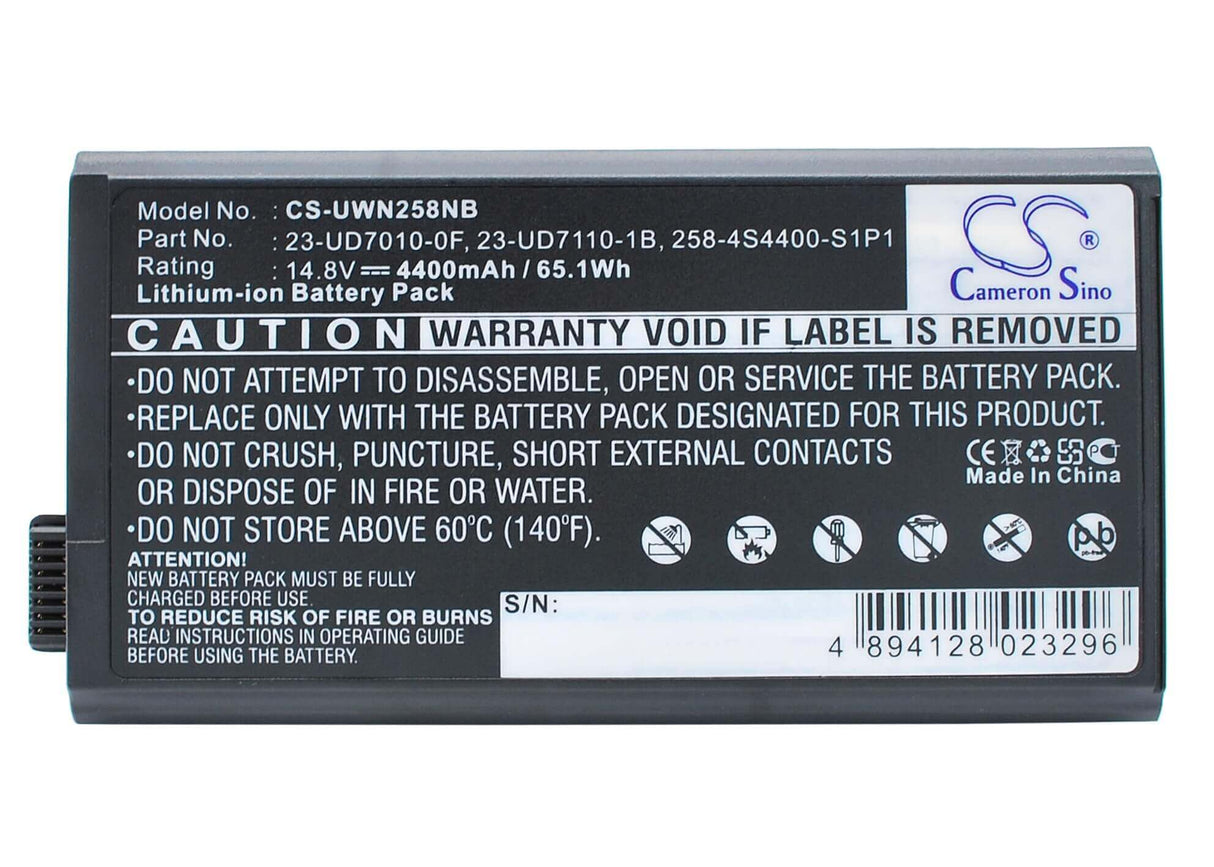 Model No. : CS-UWN258NB
Part No. : 23-UD7010-0F, 23-UD7110-1B, 258-4S4400-S1P1
Rating : 14.8V⎓ 4400mAh / 65.1Wh
Lithium-ion Battery Pack
CS ®
Cameron Sino
CAUTION WARRANTY VOID IF LABEL IS REMOVED
•DO NOT ATTEMPT TO DISASSEMBLE, OPEN OR SERVICE THE BATTERY PACK.
•REPLACE ONLY WITH THE BATTERY PACK DESIGNATED FOR THIS PRODUCT.
•DO NOT CRUSH, PUNCTURE, SHORT EXTERNAL CONTACTS
OR DISPOSE OF IN FIRE OR WATER.
CE
Made In China
•DO NOT STORE ABOVE 60°C (140°F).
pb
pb-free
ATTENTION!
NEW BATTERY PACK MUST BE FULLY
CHARGED BEFORE USE.
TO REDUCE RISK OF FIRE OR BURNS
READ INSTRUCTIONS IN OPERATING GUIDE
BEFORE USING THE BATTERY.
S/N:
4 894128 023296